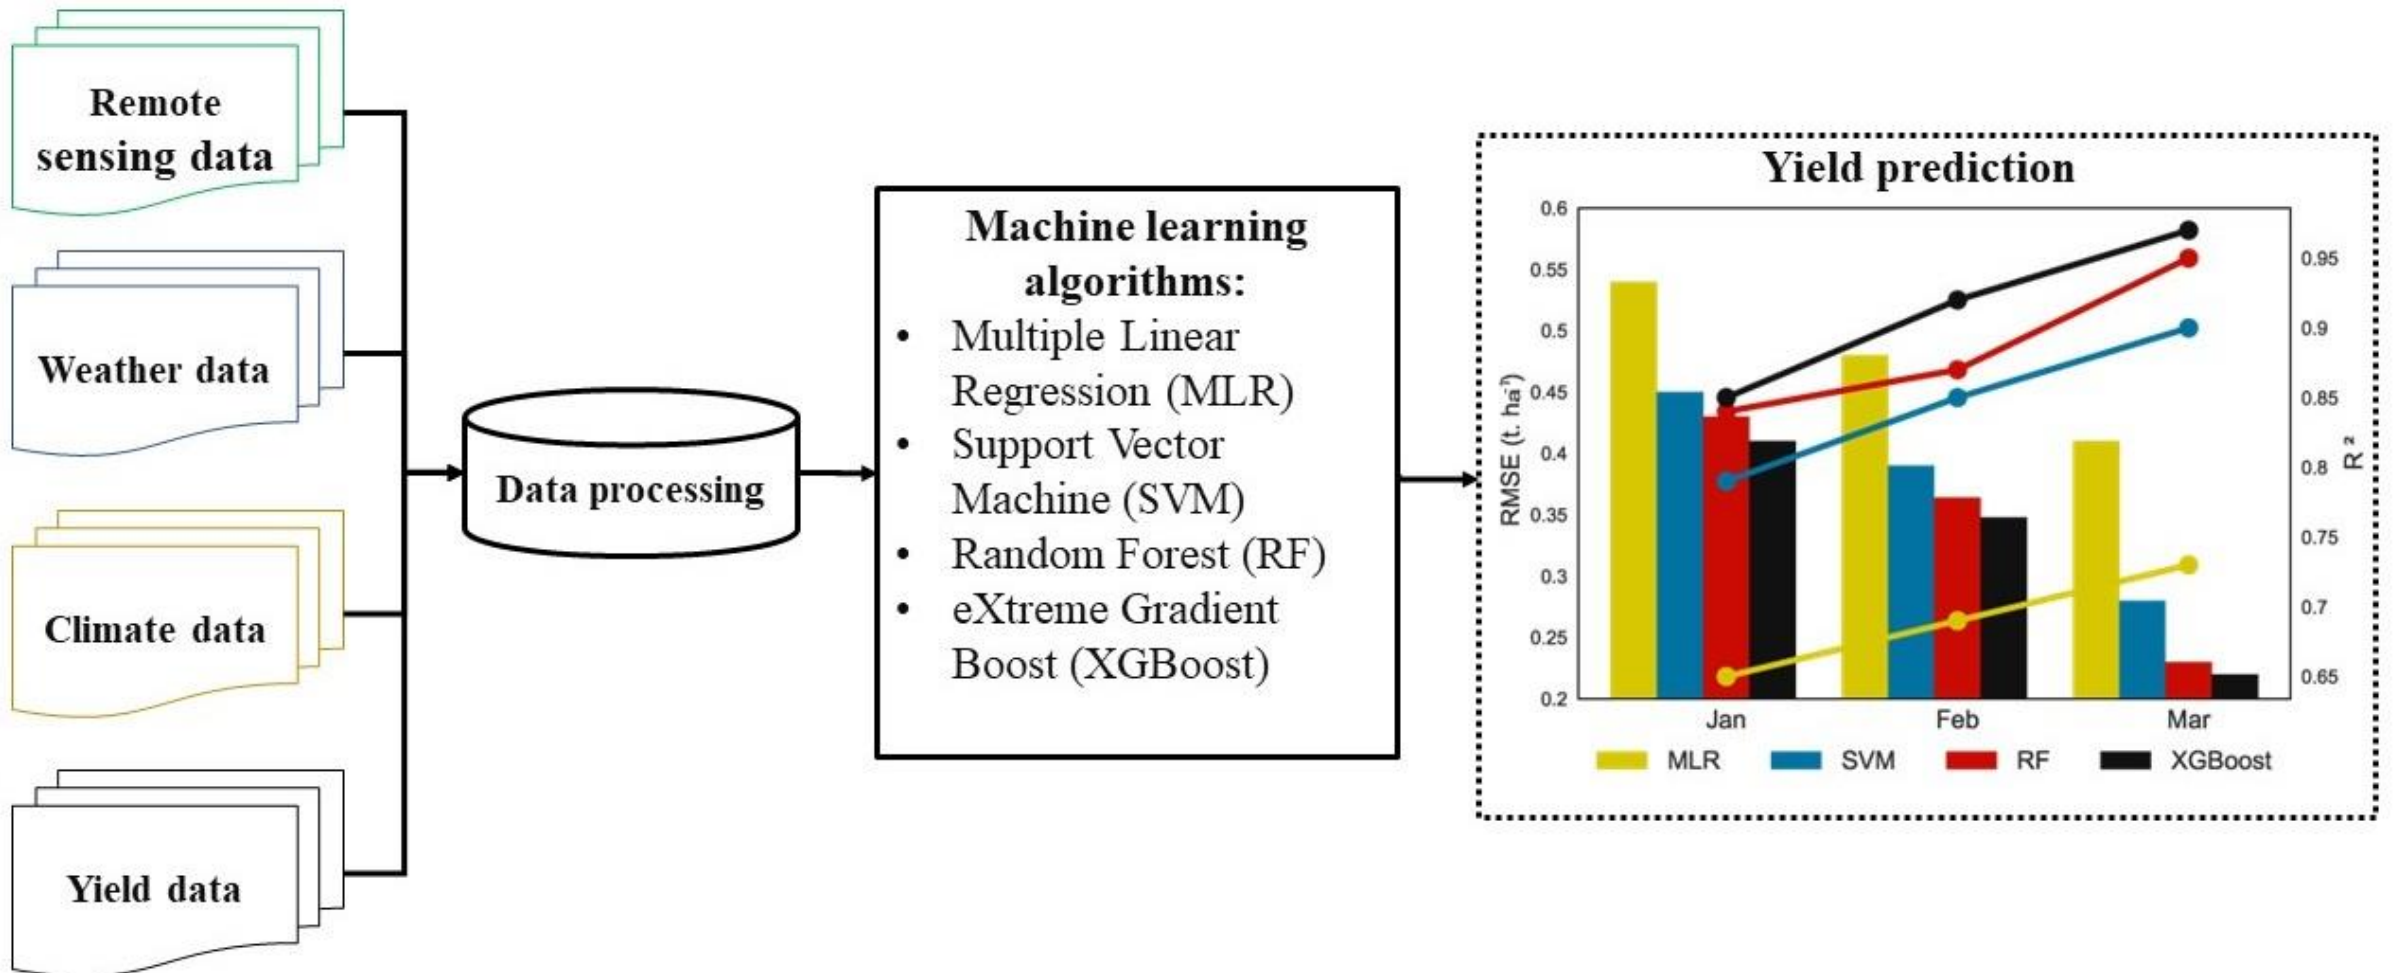 Remote
sensing data
Weather data
Climate data
Yield data
Data processing
Machine learning
algorithms:
• Multiple Linear
Regression (MLR)
• Support Vector
Machine (SVM)
• Random Forest (RF)
• eXtreme Gradient
Boost (XGBoost)
Yield prediction
RMSE (t. ha⁻¹)
0.6
0.55
0.5
0.45
0.4
0.35
0.3
0.25
0.2
0.95
0.9
0.85
0.8
0.75
0.7
0.65
R²
Jan Feb Mar
MLR SVM RF XGBoost